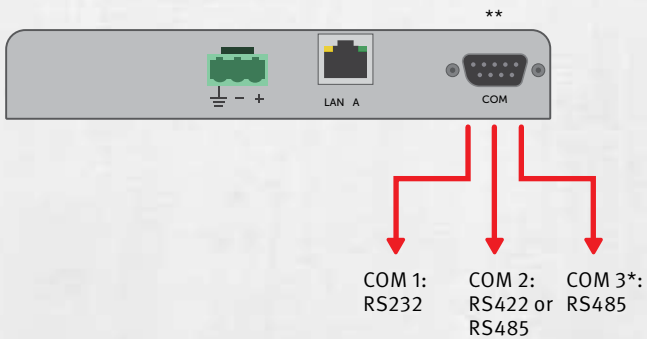 **
- +
LAN A
COM
COM 1:
RS232
COM 2:
RS422 or
RS485
COM 3*:
RS485